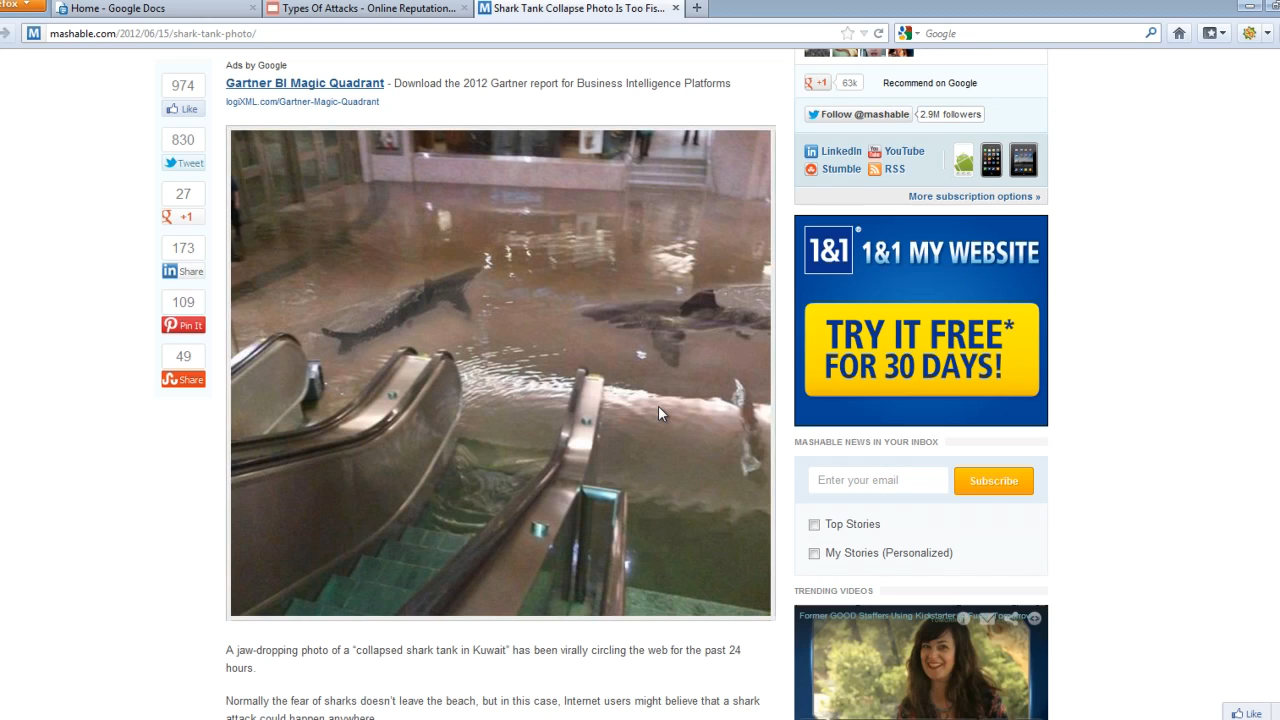 Home - Google Docs
Types Of Attacks - Online Reputation...
Shark Tank Collapse Photo Is Too Fis...
mashable.com/2012/06/15/shark-tank-photo/
Google
Ads by Google
Gartner BI Magic Quadrant - Download the 2012 Gartner report for Business Intelligence Platforms
logiXML.com/Gartner-Magic-Quadrant
974
Like
830
Tweet
27
+1
173
Share
109
Pin It
49
Share
A jaw-dropping photo of a “collapsed shark tank in Kuwait” has been virally circling the web for the past 24
hours.
Normally the fear of sharks doesn’t leave the beach, but in this case, Internet users might believe that a shark
attack could happen anywhere
+1 63k Recommend on Google
Follow @mashable 2.9M followers
LinkedIn YouTube
Stumble RSS
More subscription options »
1&1® 1&1 MY WEBSITE
TRY IT FREE*
FOR 30 DAYS!
MASHABLE NEWS IN YOUR INBOX
Enter your email Subscribe
Top Stories
My Stories (Personalized)
TRENDING VIDEOS
Former GOOD Staffers Using Kickstarter
Like